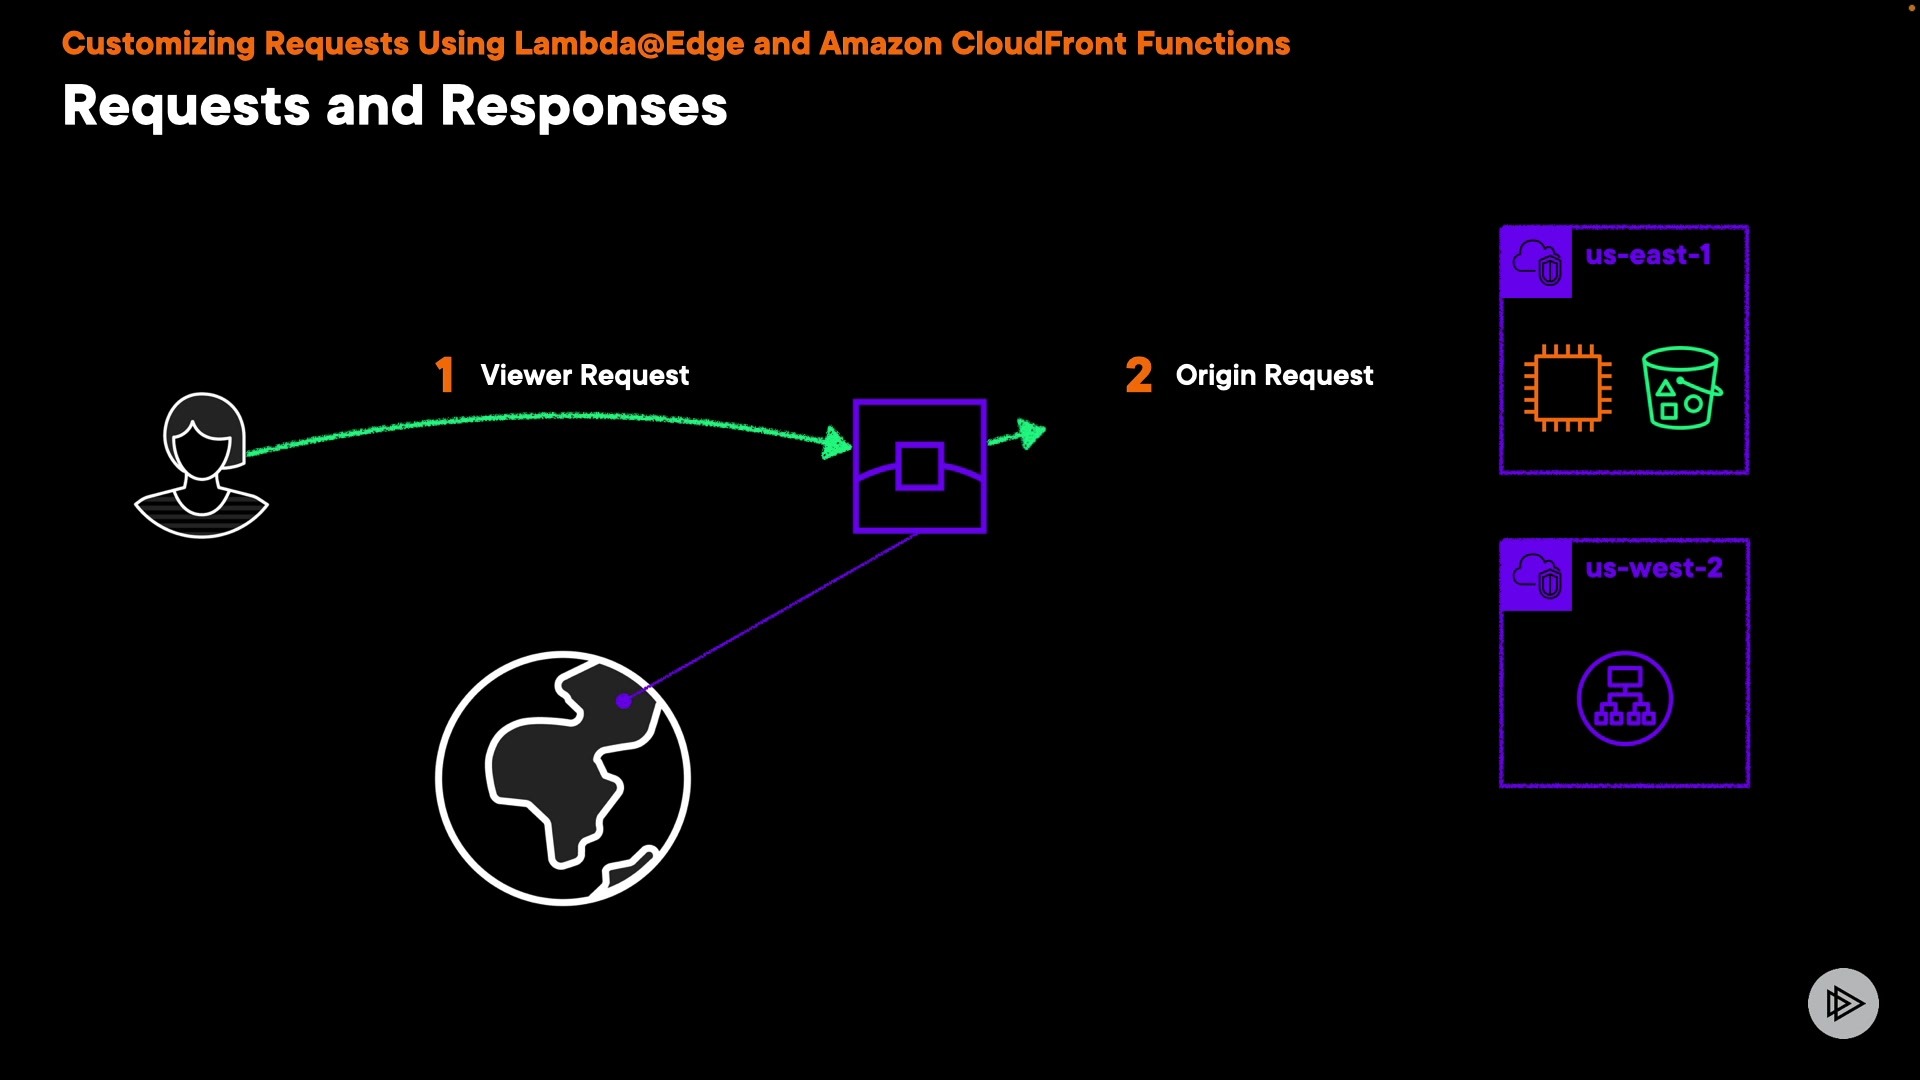 Customizing Requests Using Lambda@Edge and Amazon CloudFront Functions
Requests and Responses
us-east-1
1 Viewer Request
2 Origin Request
us-west-2